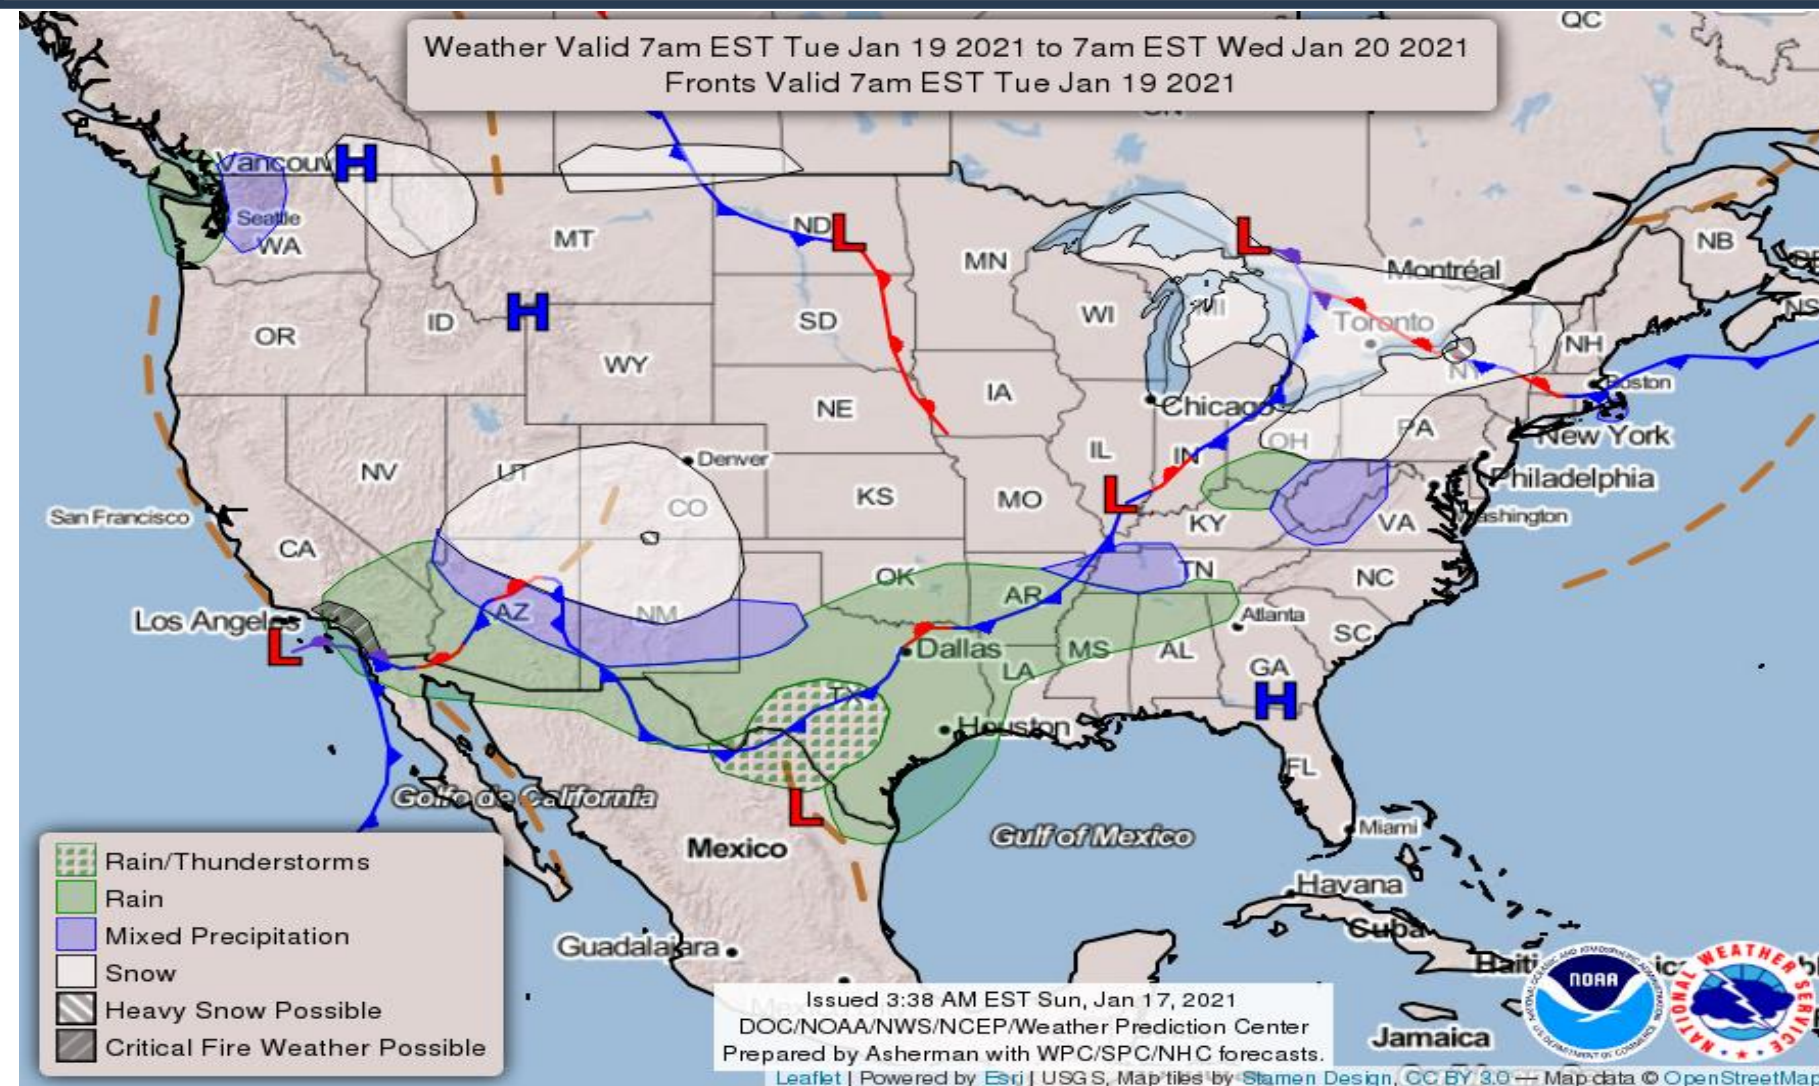 Weather Valid 7am EST Tue Jan 19 2021 to 7am EST Wed Jan 20 2021
Fronts Valid 7am EST Tue Jan 19 2021
QC
Vancouv
H
Seattle
WA
MT
ND
L
MN
L
Montréal
NB
NS
OR
ID
H
SD
WI
MI
Toronto
NH
WY
NY
Boston
NE
IA
Chicago
OH
PA
New York
NV
UT
Denver
IL
IN
Philadelphia
San Francisco
CO
KS
MO
L
KY
VA
ashington
CA
OK
TN
NC
AZ
NM
AR
Atlanta
Los Angeles
L
Dallas
MS
AL
SC
LA
GA
TX
H
Houston
FL
Golfo de California
L
Gulf of Mexico
Miami
Mexico
Havana
Cuba
Guadalajara
Haiti
Jamaica
Rain/Thunderstorms
Rain
Mixed Precipitation
Snow
Heavy Snow Possible
Critical Fire Weather Possible
Issued 3:38 AM EST Sun, Jan 17, 2021
DOC/NOAA/NWS/NCEP/Weather Prediction Center
Prepared by Asherman with WPC/SPC/NHC forecasts.
NOAA
NATIONAL WEATHER SERVICE
Leaflet | Powered by Esri | USGS, Map tiles by Stamen Design, CC BY 3.0 — Map data © OpenStreetMap